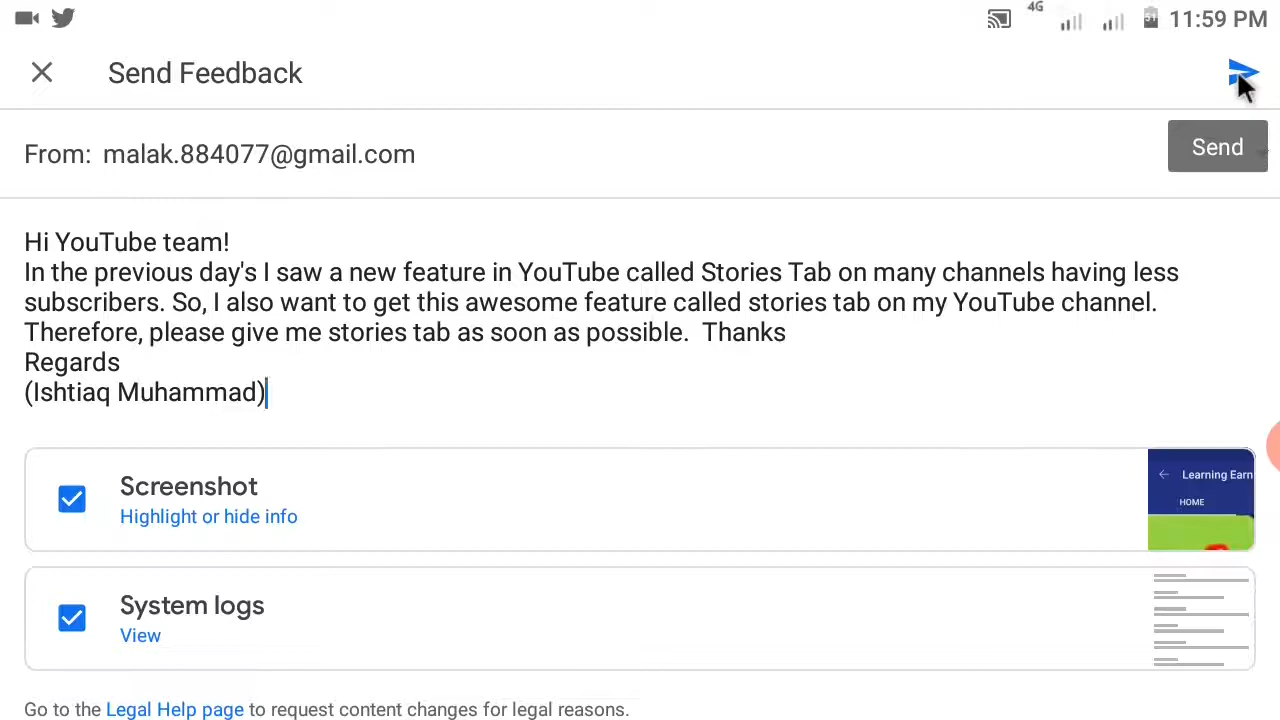 4G
51
11:59 PM
Send Feedback
From: malak.884077@gmail.com
Send
Hi YouTube team!
In the previous day's I saw a new feature in YouTube called Stories Tab on many channels having less
subscribers. So, I also want to get this awesome feature called stories tab on my YouTube channel.
Therefore, please give me stories tab as soon as possible.  Thanks
Regards
(Ishtiaq Muhammad)
Screenshot
Highlight or hide info
Learning Earn
HOME
System logs
View
Go to the Legal Help page to request content changes for legal reasons.